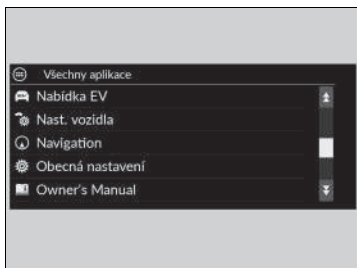 Všechny aplikace
Nabídka EV
Nast. vozidla
Navigation
Obecná nastavení
Owner's Manual